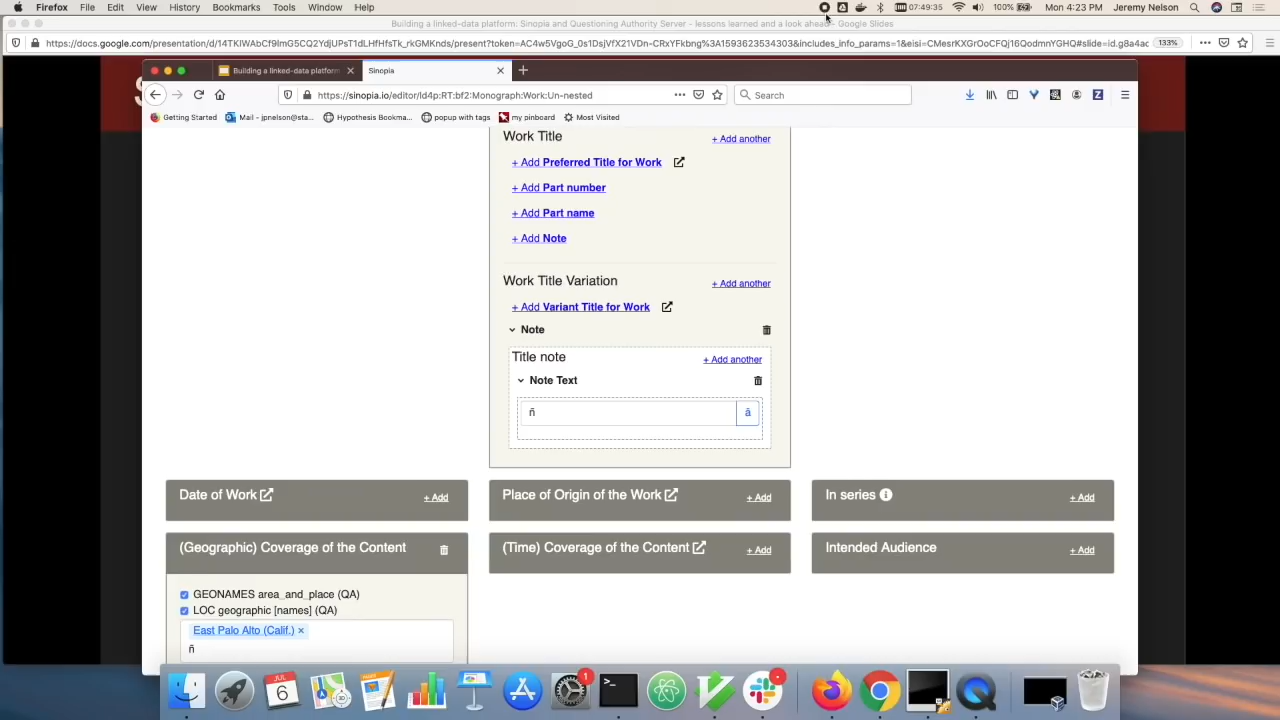 Firefox File Edit View History Bookmarks Tools Window Help 07:49:35 100% Mon 4:23 PM Jeremy Nelson
Building a linked-data platform: Sinopia and Questioning Authority Server - lessons learned and a look ahead - Google Slides
133%
Building a linked-data platform × Sinopia × +
https://sinopia.io/editor/ld4p:RT:bf2:Monograph:Work:Un-nested Search
Getting Started Mail - jpnelson@sta... Hypothesis Bookma... popup with tags my pinboard Most Visited
Work Title + Add another
+ Add Preferred Title for Work
+ Add Part number
+ Add Part name
+ Add Note
Work Title Variation + Add another
+ Add Variant Title for Work
Note
Title note + Add another
Note Text
ñ ä
Date of Work + Add Place of Origin of the Work + Add In series + Add
(Geographic) Coverage of the Content (Time) Coverage of the Content + Add Intended Audience + Add
GEONAMES area_and_place (QA)
LOC geographic [names] (QA)
East Palo Alto (Calif.) ×
ñ
JUL
6
1